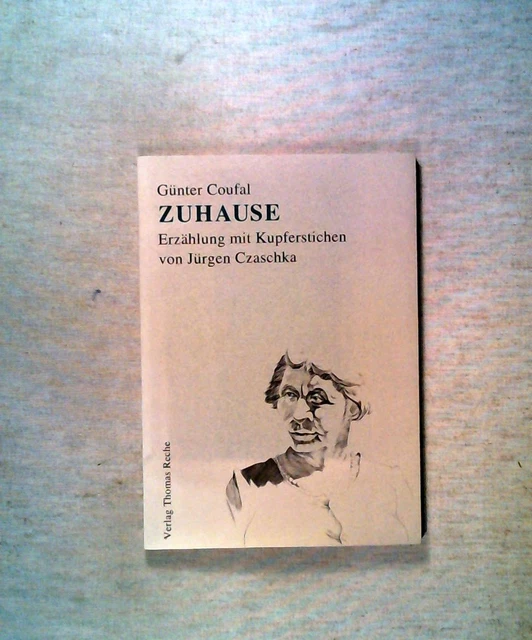 Günter Coufal
ZUHAUSE
Erzählung mit Kupferstichen
von Jürgen Czaschka
Verlag Thomas Reche